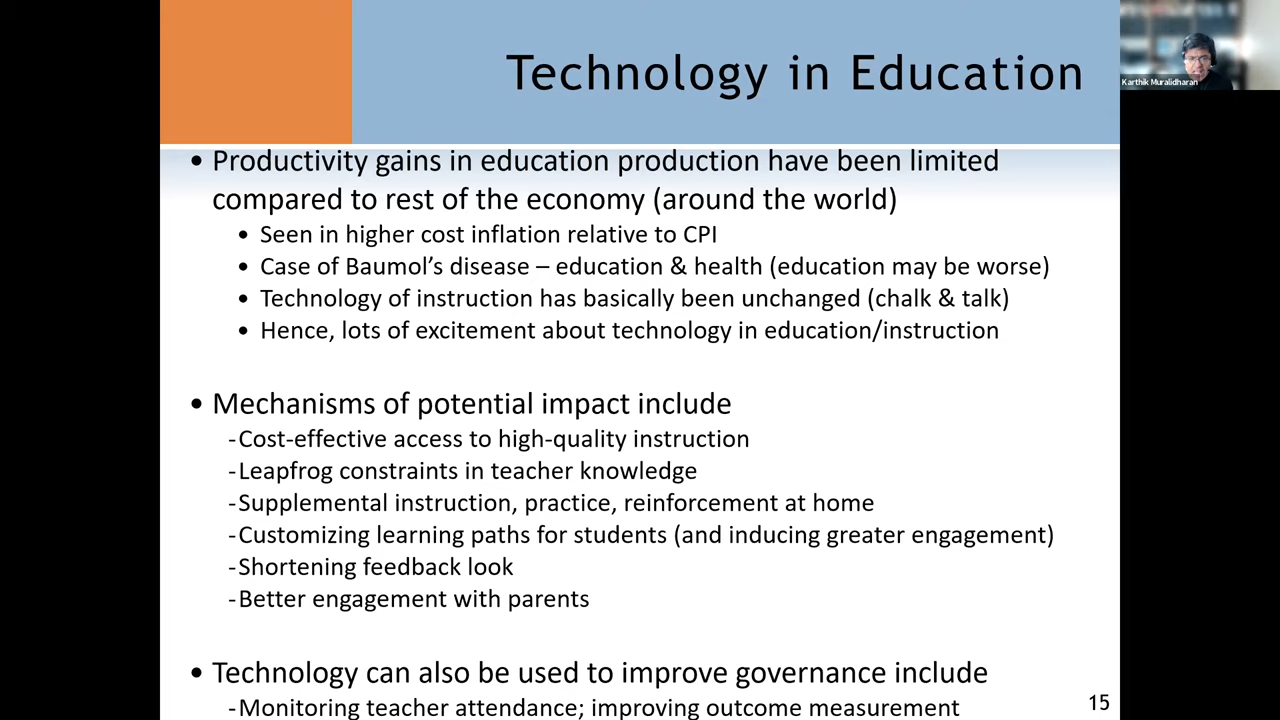 Technology in Education
Karthik Muralidharan
• Productivity gains in education production have been limited
compared to rest of the economy (around the world)
• Seen in higher cost inflation relative to CPI
• Case of Baumol’s disease – education & health (education may be worse)
• Technology of instruction has basically been unchanged (chalk & talk)
• Hence, lots of excitement about technology in education/instruction
• Mechanisms of potential impact include
-Cost-effective access to high-quality instruction
-Leapfrog constraints in teacher knowledge
-Supplemental instruction, practice, reinforcement at home
-Customizing learning paths for students (and inducing greater engagement)
-Shortening feedback look
-Better engagement with parents
• Technology can also be used to improve governance include
-Monitoring teacher attendance; improving outcome measurement
15